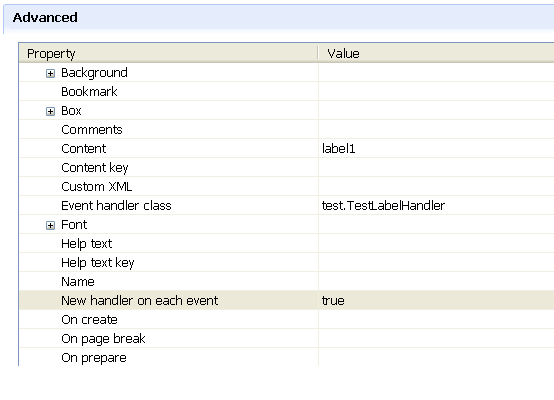 Advanced
Property Value
Background
Bookmark
Box
Comments
Content label1
Content key
Custom XML
Event handler class test.TestLabelHandler
Font
Help text
Help text key
Name
New handler on each event true
On create
On page break
On prepare